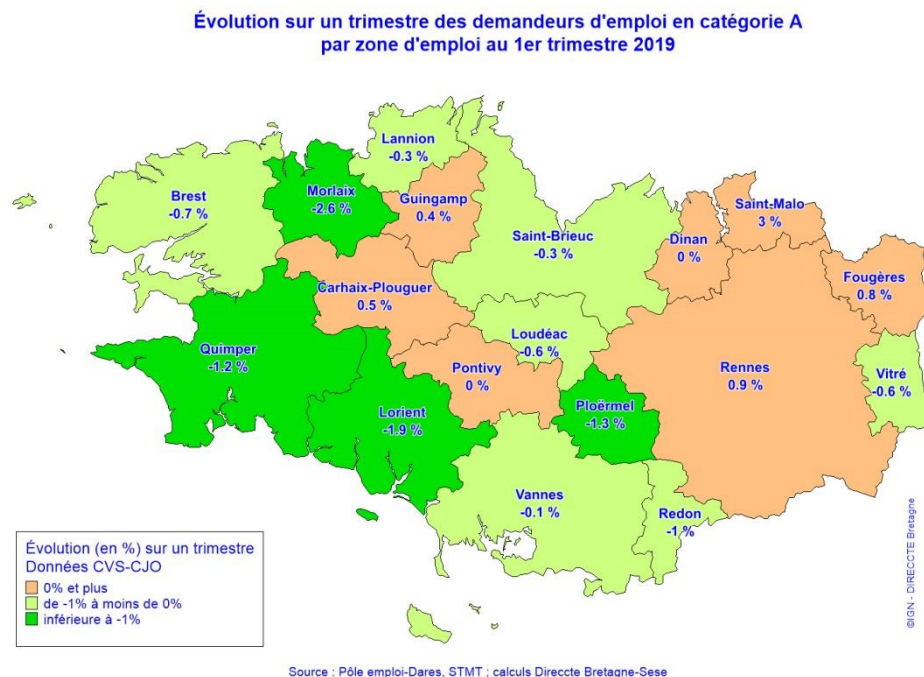 Évolution sur un trimestre des demandeurs d'emploi en catégorie A
par zone d'emploi au 1er trimestre 2019
Lannion
-0.3 %
Morlaix
-2.6 %
Guingamp
0.4 %
Brest
-0.7 %
Saint-Malo
3 %
Saint-Brieuc
-0.3 %
Dinan
0 %
Fougères
0.8 %
Carhaix-Plouguer
0.5 %
Loudéac
-0.6 %
Quimper
-1.2 %
Pontivy
0 %
Rennes
0.9 %
Vitré
-0.6 %
Lorient
-1.9 %
Ploërmel
-1.3 %
Vannes
-0.1 %
Redon
-1 %
Évolution (en %) sur un trimestre
Données CVS-CJO
0% et plus
de -1% à moins de 0%
inférieure à -1%
©IGN - DIRECCTE Bretagne
Source : Pôle emploi-Dares, STMT ; calculs Direccte Bretagne-Sese